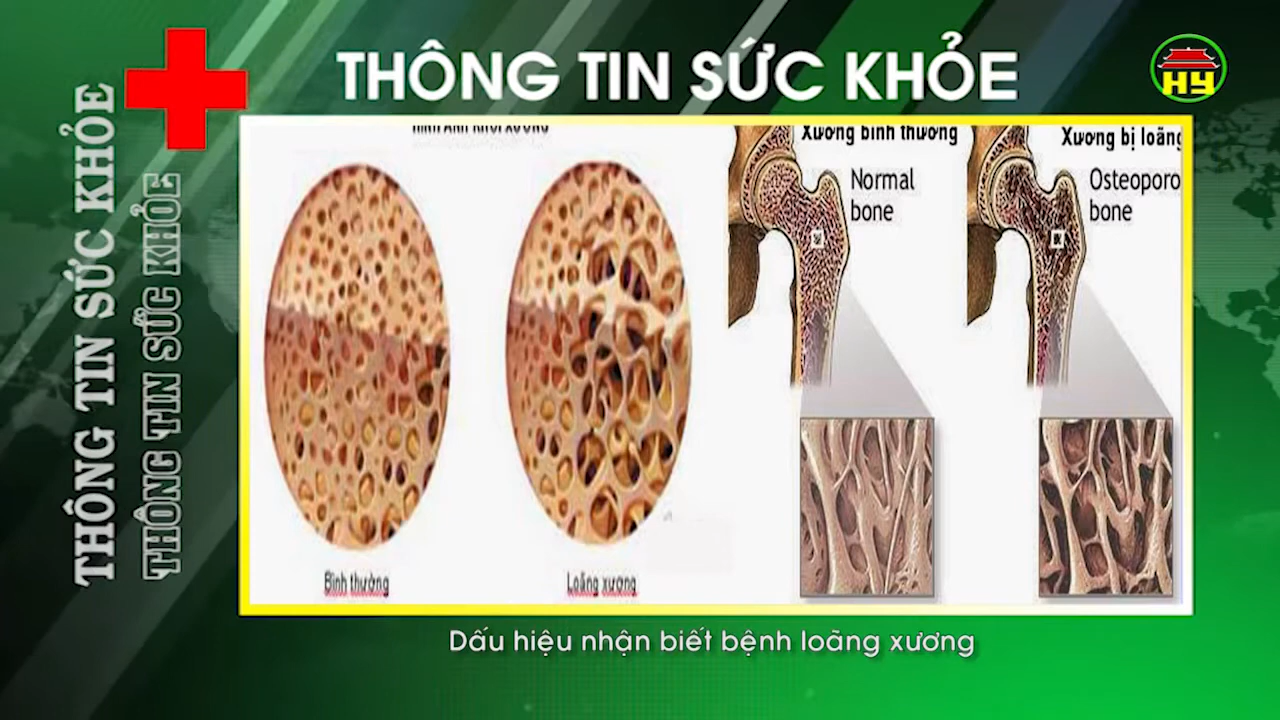 THÔNG TIN SỨC KHỎE
HY
THÔNG TIN SỨC KHỎE
THÔNG TIN SỨC KHỎE
Xương bình thường
Normal
bone
Xương bị loãng
Osteoporo
bone
Bình thường
Loãng xương
Dấu hiệu nhận biết bệnh loãng xương